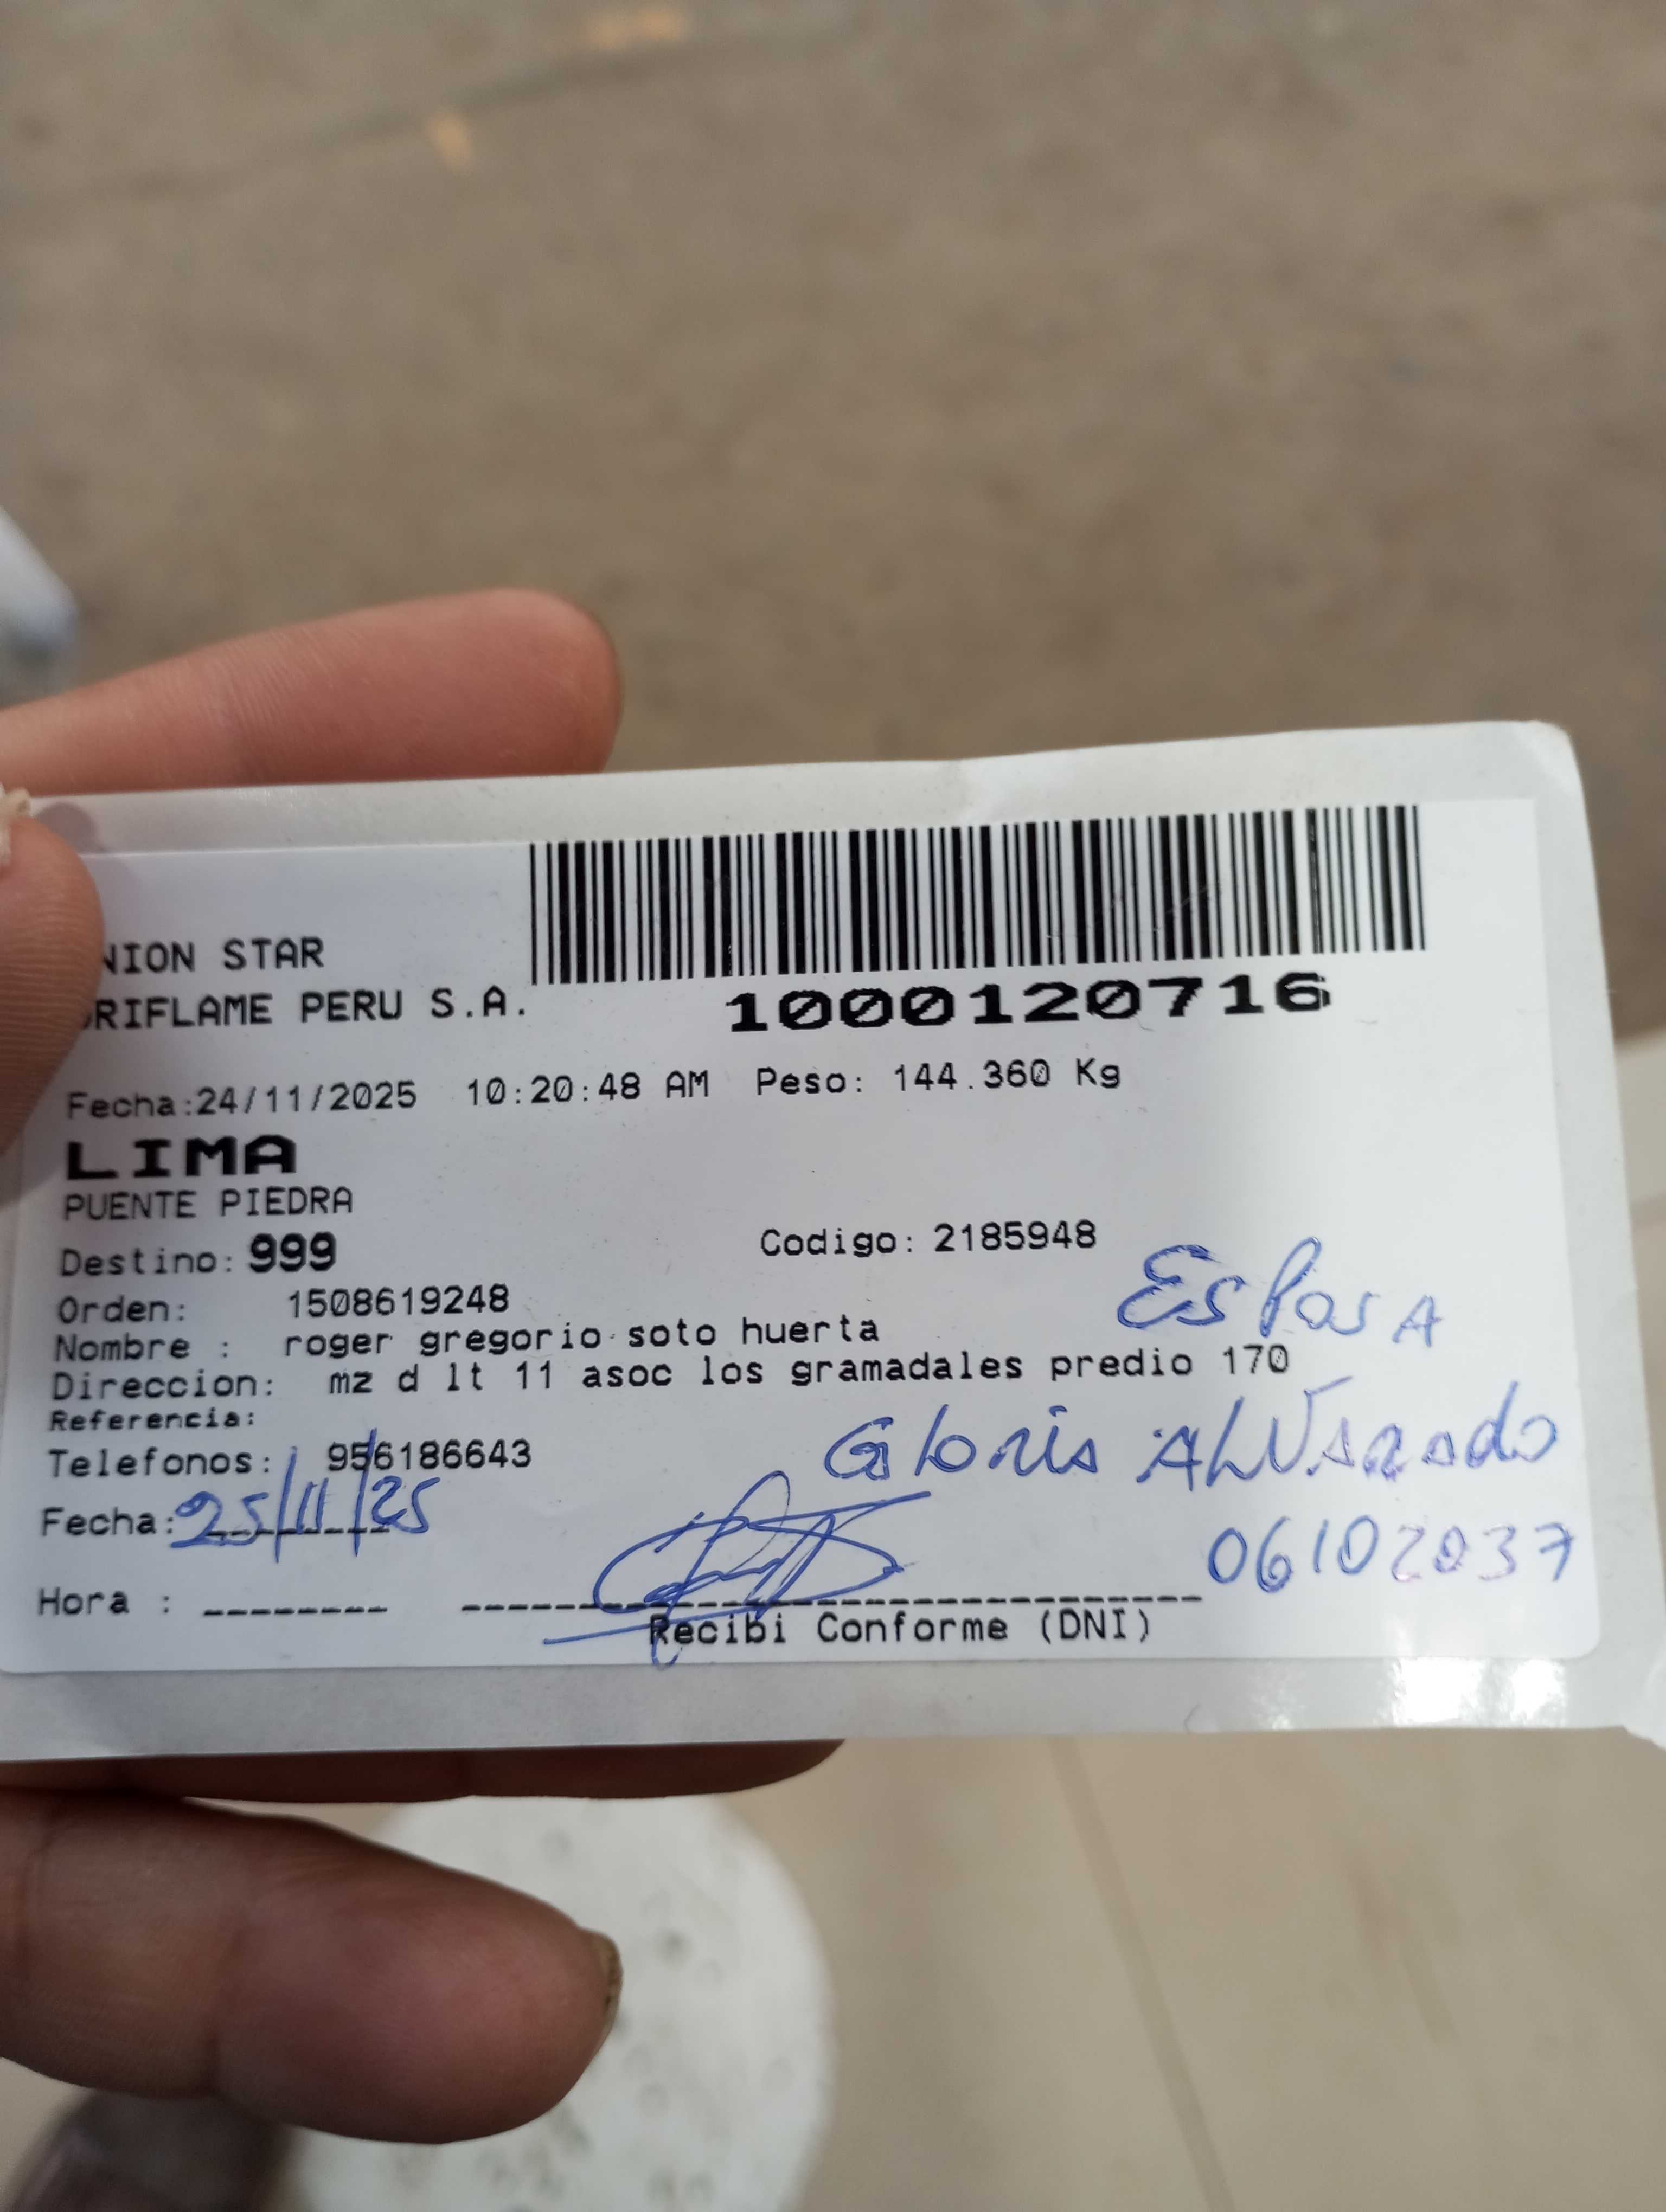 NION STAR
RIFLAME PERU S.A.
1000120716
Fecha:24/11/2025 10:20:48 AM Peso: 144.360 Kg
LIMA
PUENTE PIEDRA
Destino: 999 Codigo: 2185948
Esposa
Orden: 1508619248
Nombre : roger gregorio soto huerta
Direccion: mz d lt 11 asoc los gramadales predio 170
Referencia:
Telefonos: 956186643
Gloria Alvarado
Fecha: 25/11/25
06102037
Hora :
Recibi Conforme (DNI)